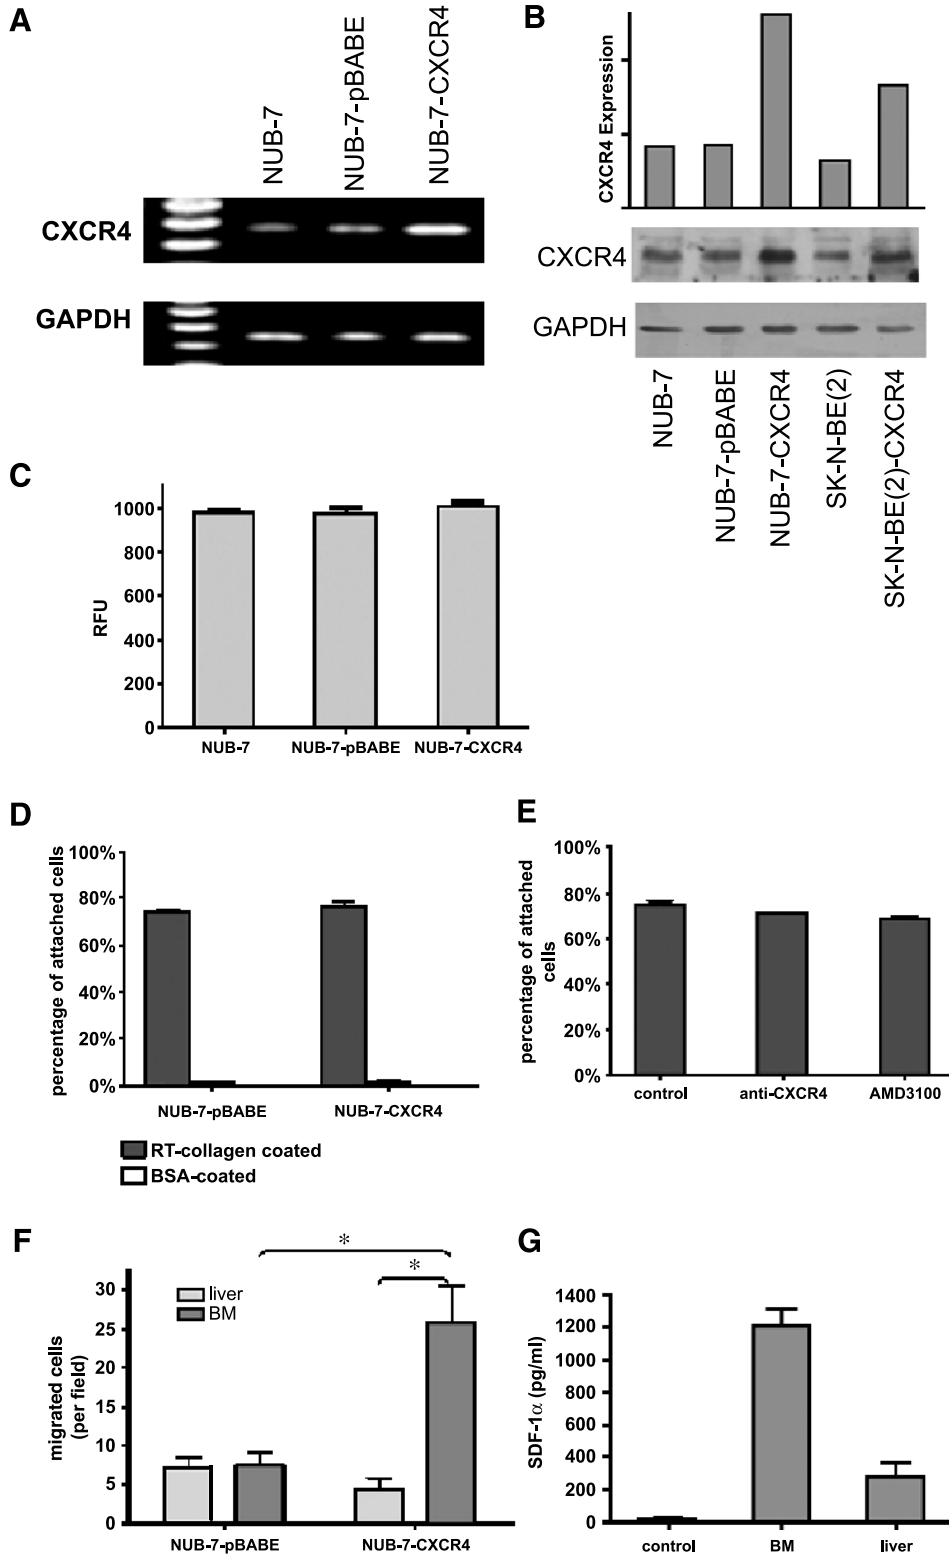 A
NUB-7
NUB-7-pBABE
NUB-7-CXCR4
CXCR4
GAPDH
B
CXCR4 Expression
CXCR4
GAPDH
NUB-7
NUB-7-pBABE
NUB-7-CXCR4
SK-N-BE(2)
SK-N-BE(2)-CXCR4
C
RFU
1000
800
600
400
200
0
NUB-7
NUB-7-pBABE
NUB-7-CXCR4
D
percentage of attached cells
100%
80%
60%
40%
20%
0%
NUB-7-pBABE
NUB-7-CXCR4
RT-collagen coated
BSA-coated
E
percentage of attached
cells
100%
80%
60%
40%
20%
0%
control
anti-CXCR4
AMD3100
F
migrated cells
(per field)
30
25
20
15
10
5
0
liver
BM
*
*
NUB-7-pBABE
NUB-7-CXCR4
G
SDF-1α (pg/ml)
1400
1200
1000
800
600
400
200
0
control
BM
liver